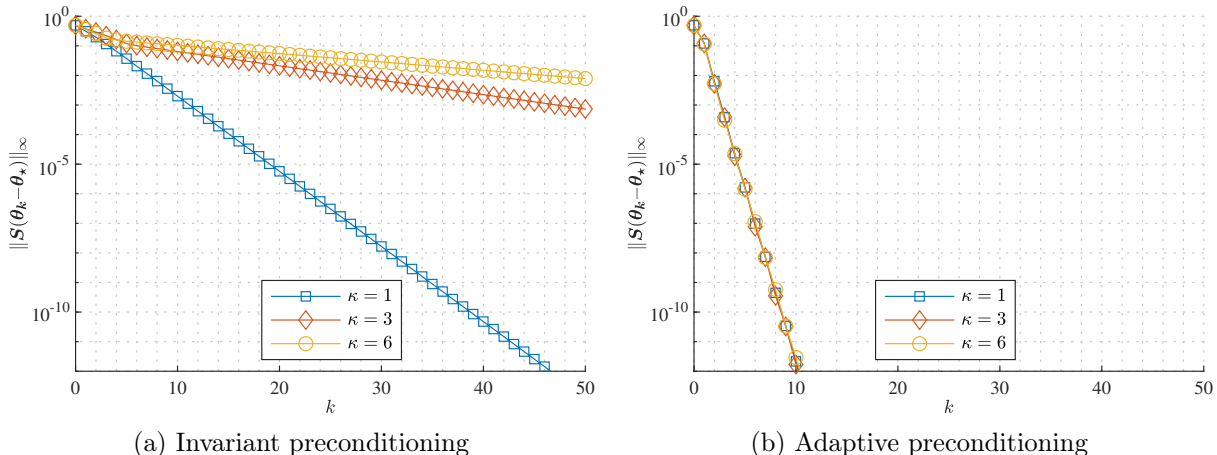 10^0
10^-5
10^-10
‖S(θ_k−θ_⋆)‖_∞
0 10 20 30 40 50
k
κ = 1
κ = 3
κ = 6
(a) Invariant preconditioning
10^0
10^-5
10^-10
‖S(θ_k−θ_⋆)‖_∞
0 10 20 30 40 50
k
κ = 1
κ = 3
κ = 6
(b) Adaptive preconditioning